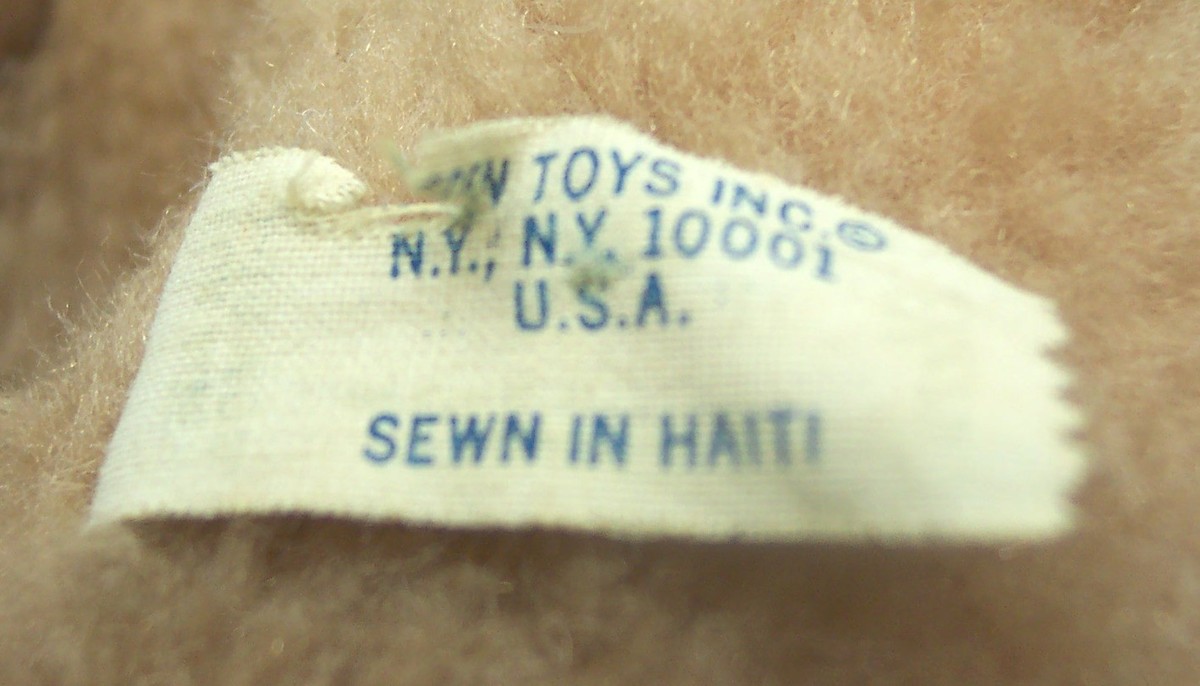 TOYS INC.©
N.Y., N.Y. 10001
U.S.A.
SEWN IN HAITI